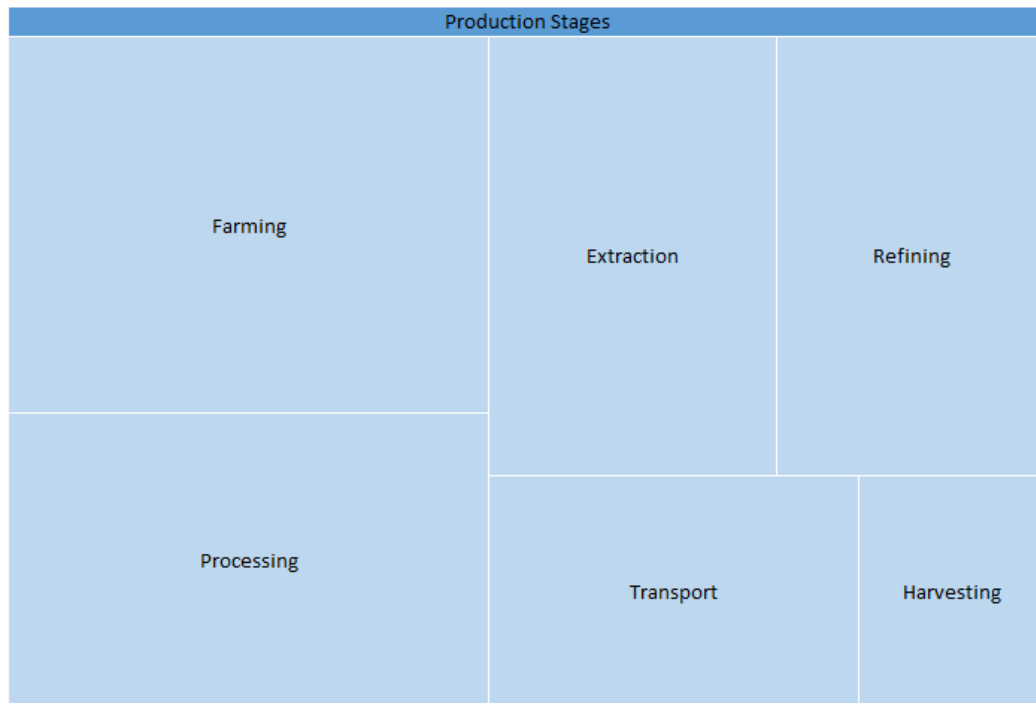 Production Stages
Farming
Extraction
Refining
Processing
Transport
Harvesting